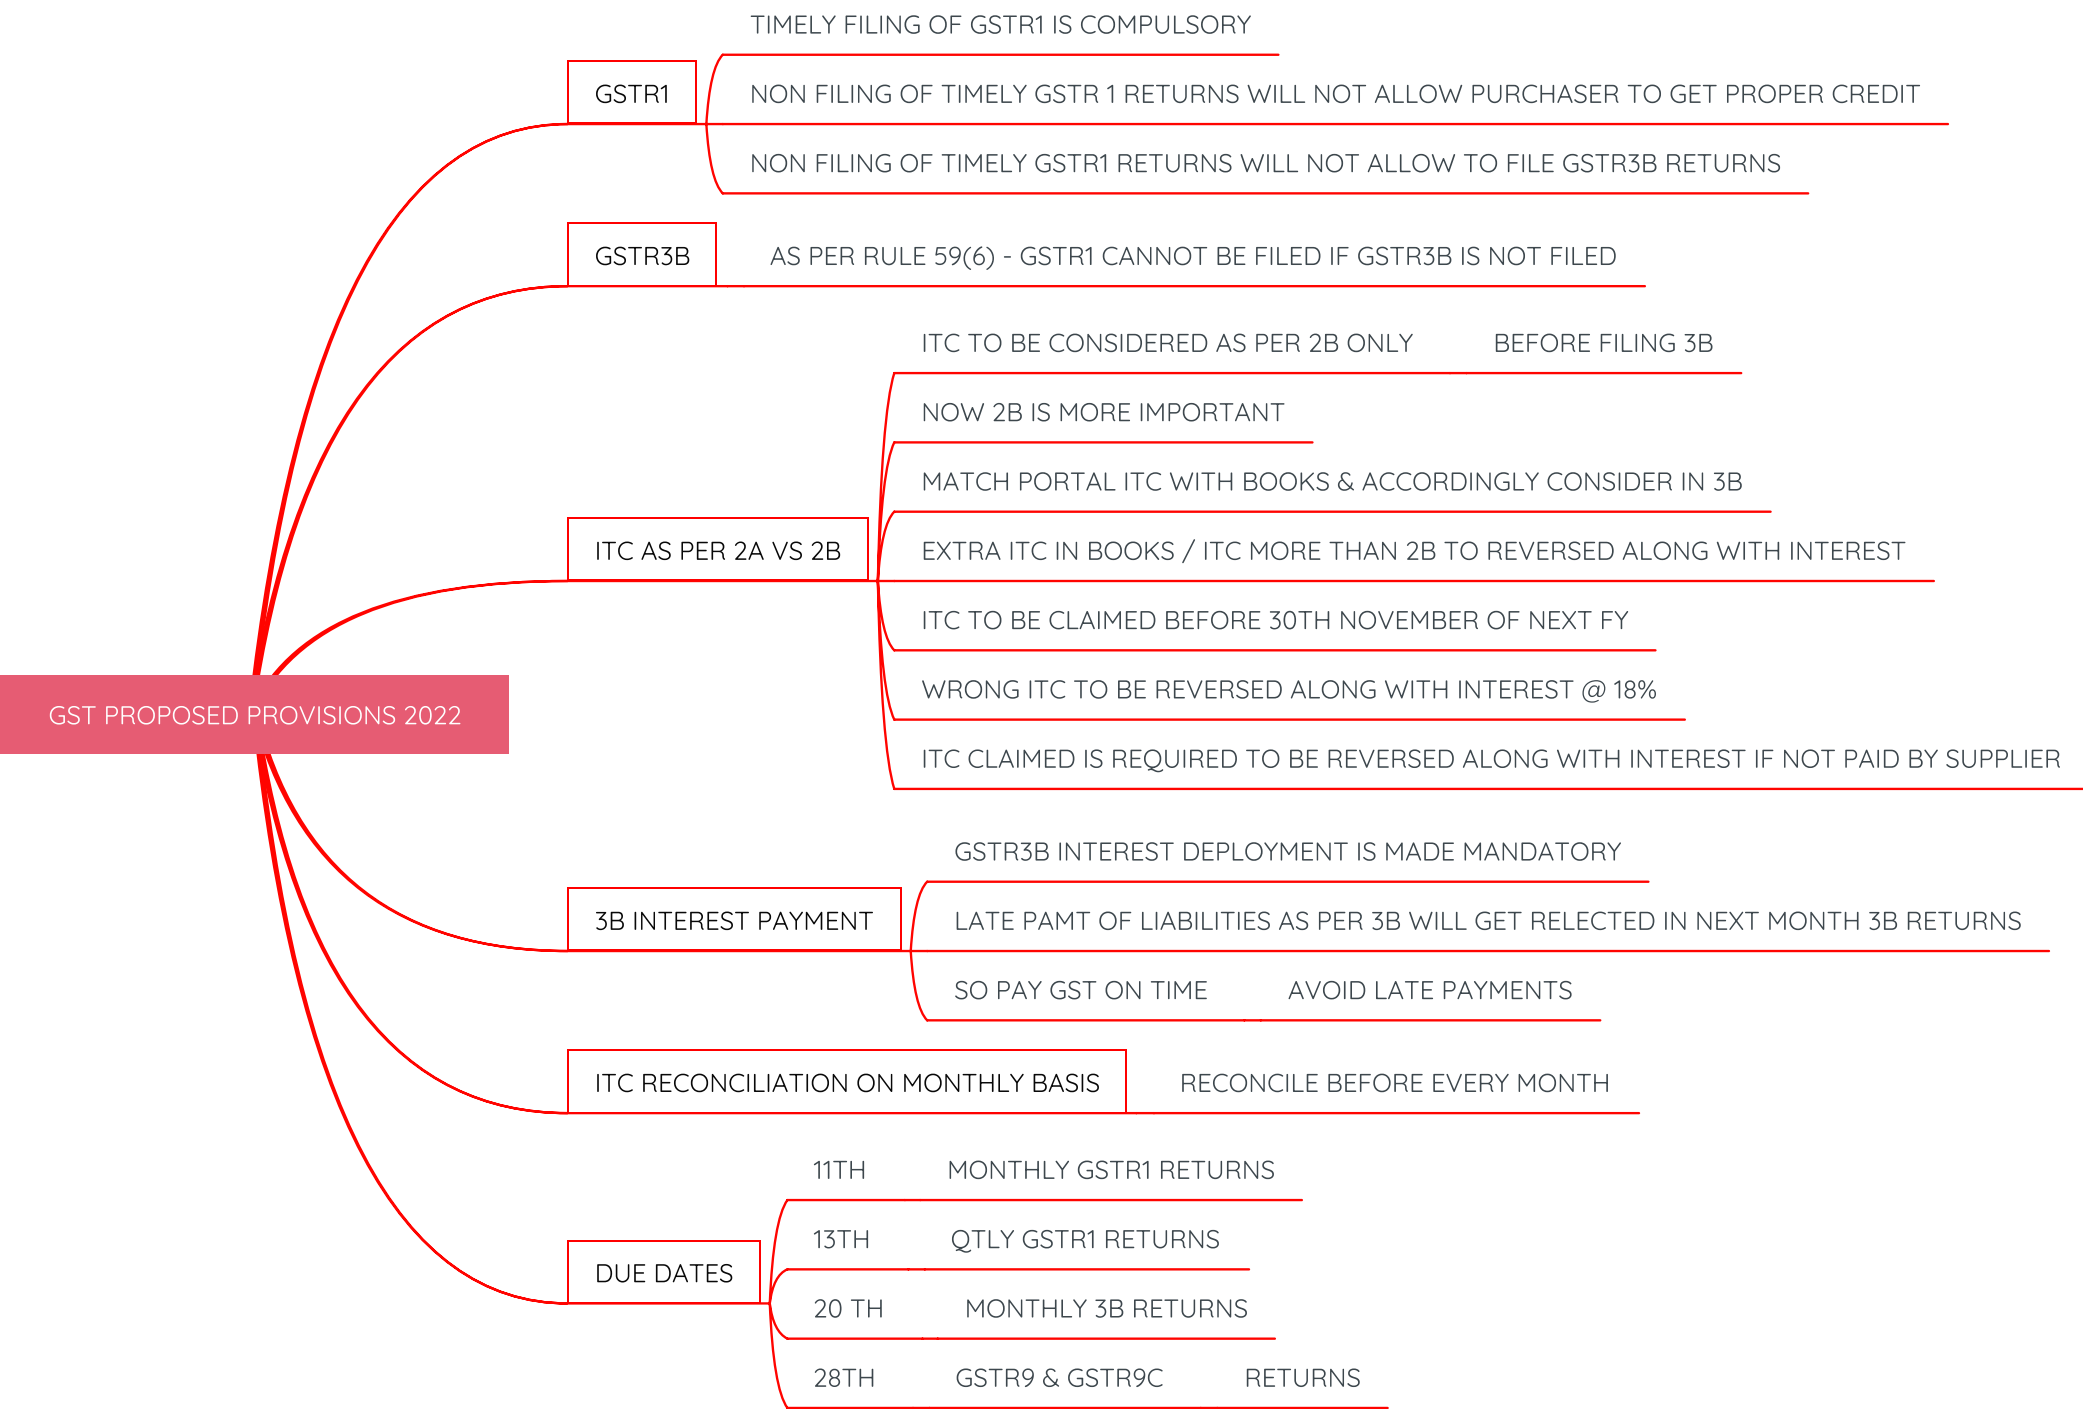 TIMELY FILING OF GSTR1 IS COMPULSORY
GSTR1
NON FILING OF TIMELY GSTR 1 RETURNS WILL NOT ALLOW PURCHASER TO GET PROPER CREDIT
NON FILING OF TIMELY GSTR1 RETURNS WILL NOT ALLOW TO FILE GSTR3B RETURNS
GSTR3B
AS PER RULE 59(6) - GSTR1 CANNOT BE FILED IF GSTR3B IS NOT FILED
ITC TO BE CONSIDERED AS PER 2B ONLY BEFORE FILING 3B
NOW 2B IS MORE IMPORTANT
MATCH PORTAL ITC WITH BOOKS & ACCORDINGLY CONSIDER IN 3B
ITC AS PER 2A VS 2B
EXTRA ITC IN BOOKS / ITC MORE THAN 2B TO REVERSED ALONG WITH INTEREST
ITC TO BE CLAIMED BEFORE 30TH NOVEMBER OF NEXT FY
WRONG ITC TO BE REVERSED ALONG WITH INTEREST @ 18%
GST PROPOSED PROVISIONS 2022
ITC CLAIMED IS REQUIRED TO BE REVERSED ALONG WITH INTEREST IF NOT PAID BY SUPPLIER
GSTR3B INTEREST DEPLOYMENT IS MADE MANDATORY
3B INTEREST PAYMENT
LATE PAMT OF LIABILITIES AS PER 3B WILL GET RELECTED IN NEXT MONTH 3B RETURNS
SO PAY GST ON TIME AVOID LATE PAYMENTS
ITC RECONCILIATION ON MONTHLY BASIS
RECONCILE BEFORE EVERY MONTH
11TH MONTHLY GSTR1 RETURNS
13TH QTLY GSTR1 RETURNS
DUE DATES
20 TH MONTHLY 3B RETURNS
28TH GSTR9 & GSTR9C RETURNS